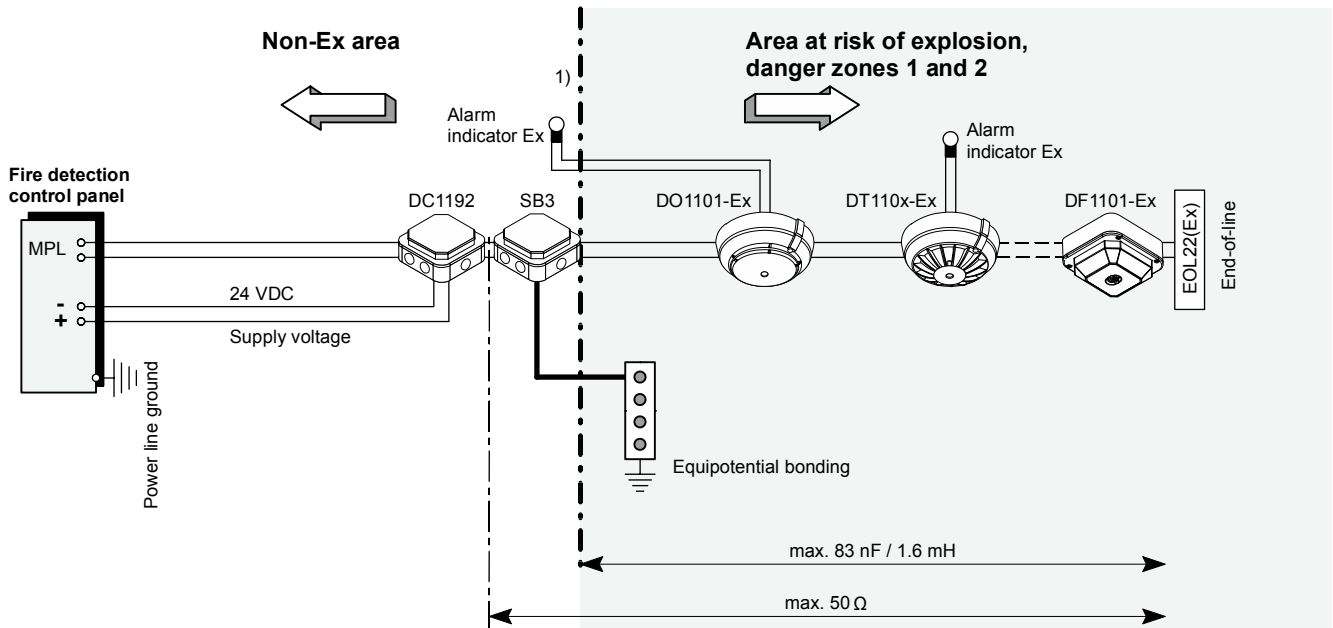 Non-Ex area
Area at risk of explosion,
danger zones 1 and 2
1)
Alarm
indicator Ex
Alarm
indicator Ex
Fire detection
control panel
DC1192
SB3
DO1101-Ex
DT110x-Ex
DF1101-Ex
MPL
EOL22(Ex)
End-of-line
-
24 VDC
+
Supply voltage
Power line ground
Equipotential bonding
max. 83 nF / 1.6 mH
max. 50 Ω